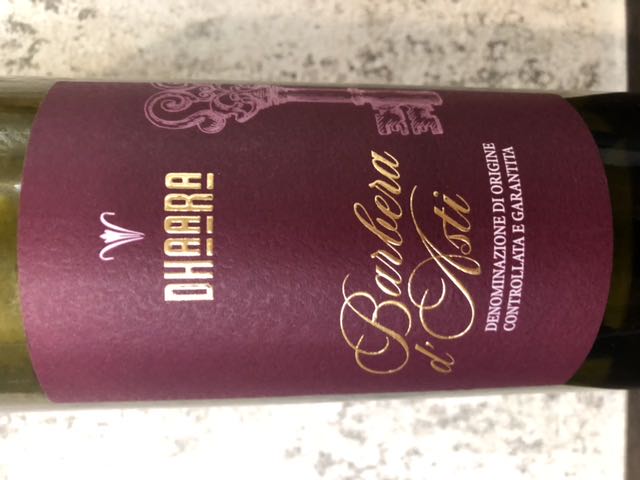 DHAARA
Barbera
d'Asti
DENOMINAZIONE DI ORIGINE
CONTROLLATA E GARANTITA